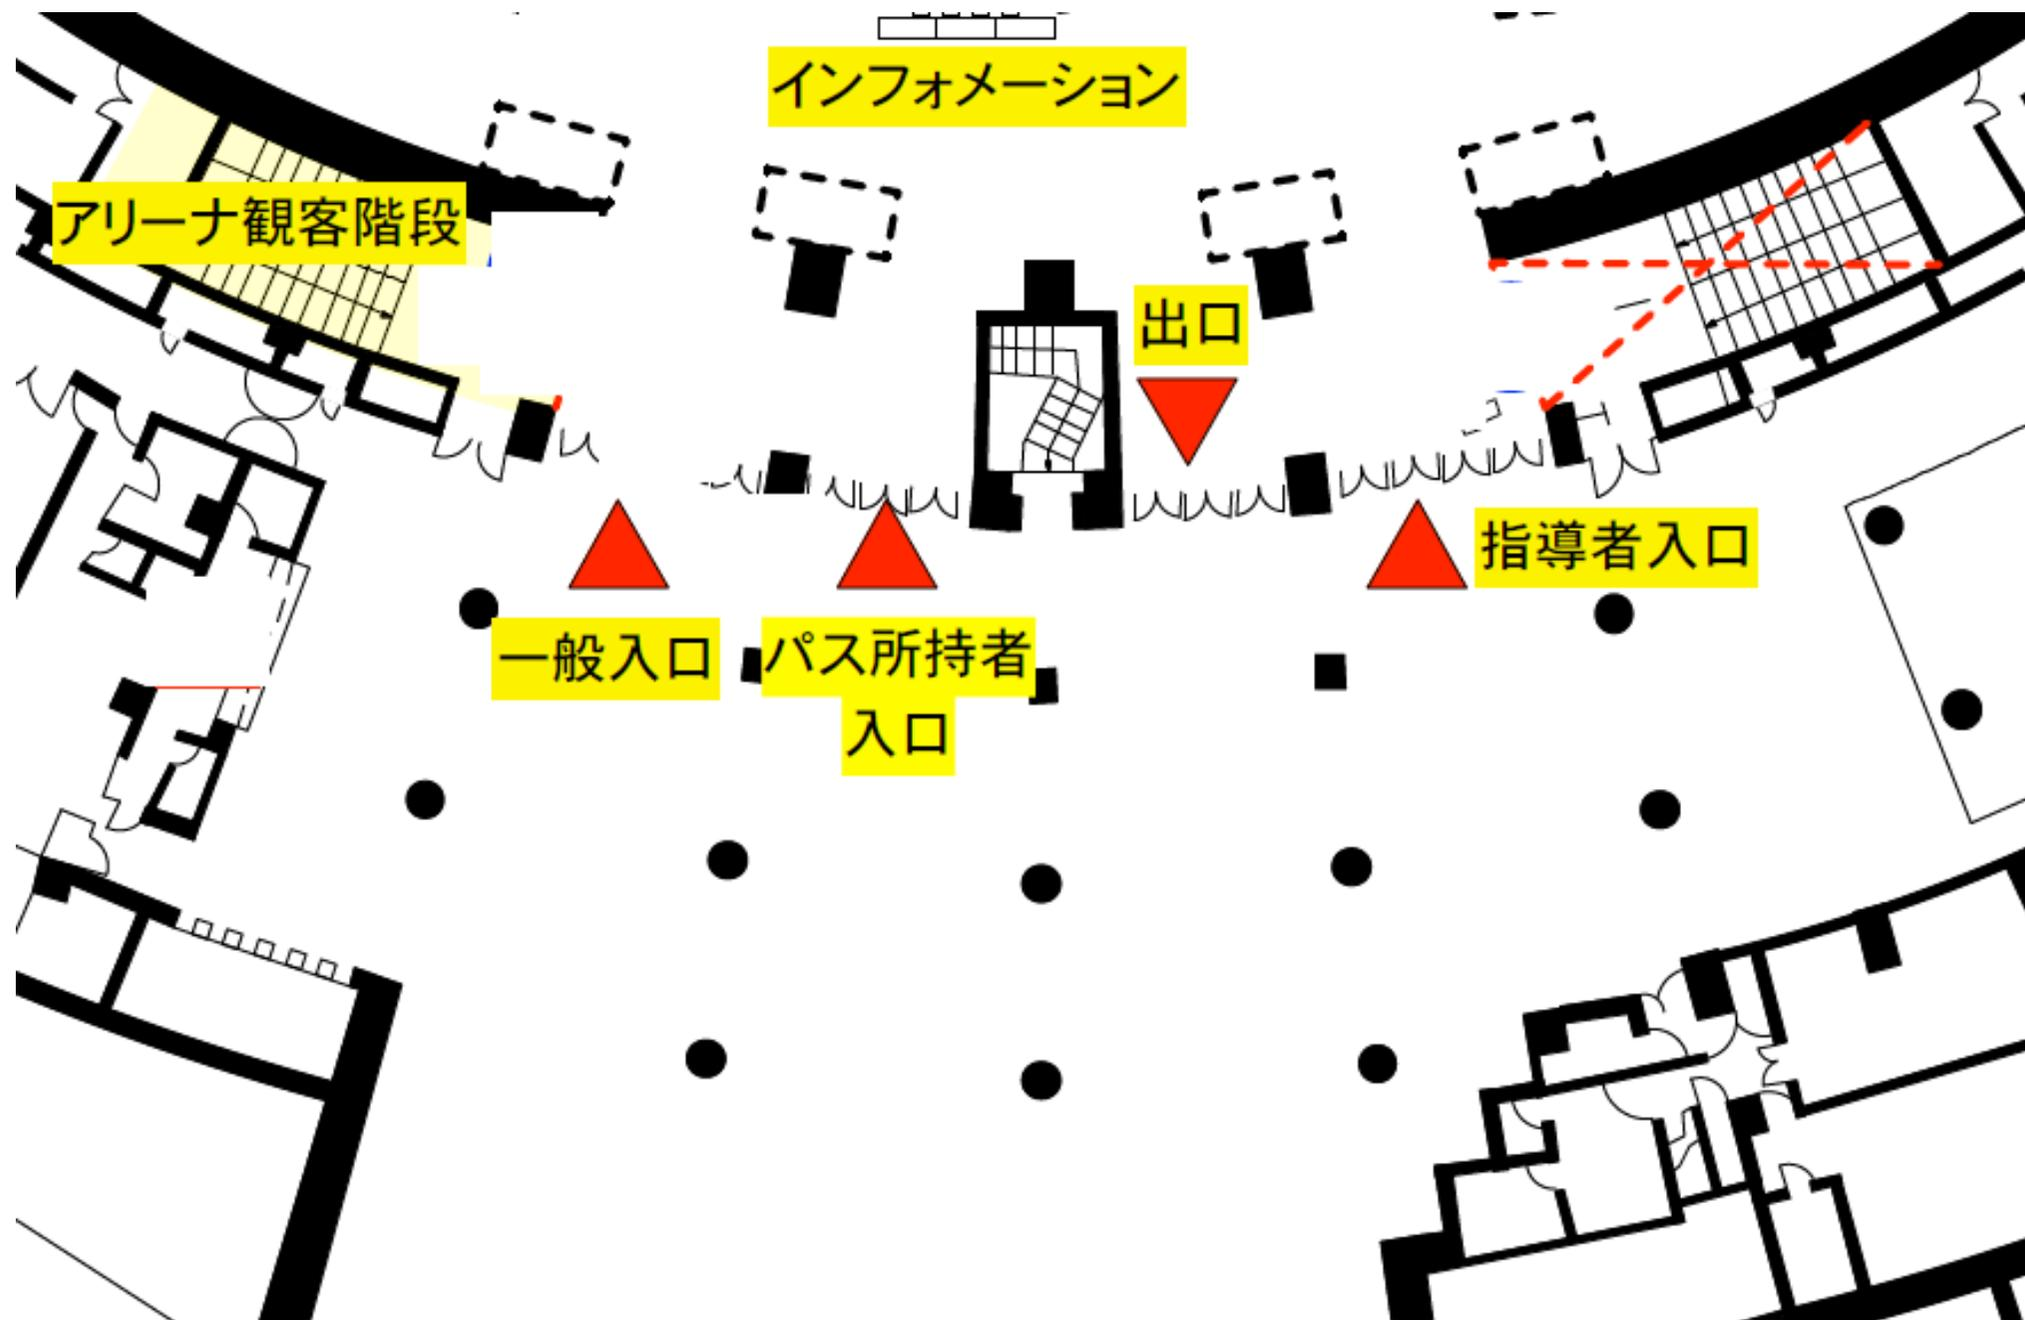 インフォメーション
アリーナ観客階段
出口
指導者入口
一般入口
パス所持者
入口